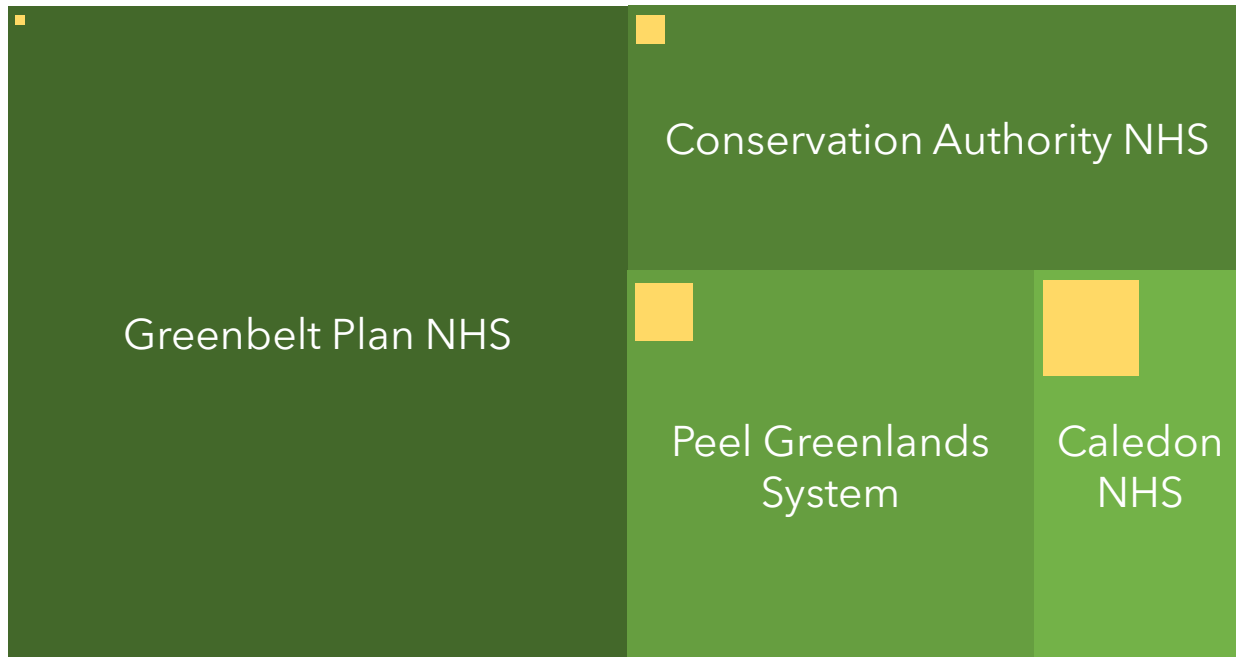 Conservation Authority NHS
Greenbelt Plan NHS
Peel Greenlands
System
Caledon
NHS